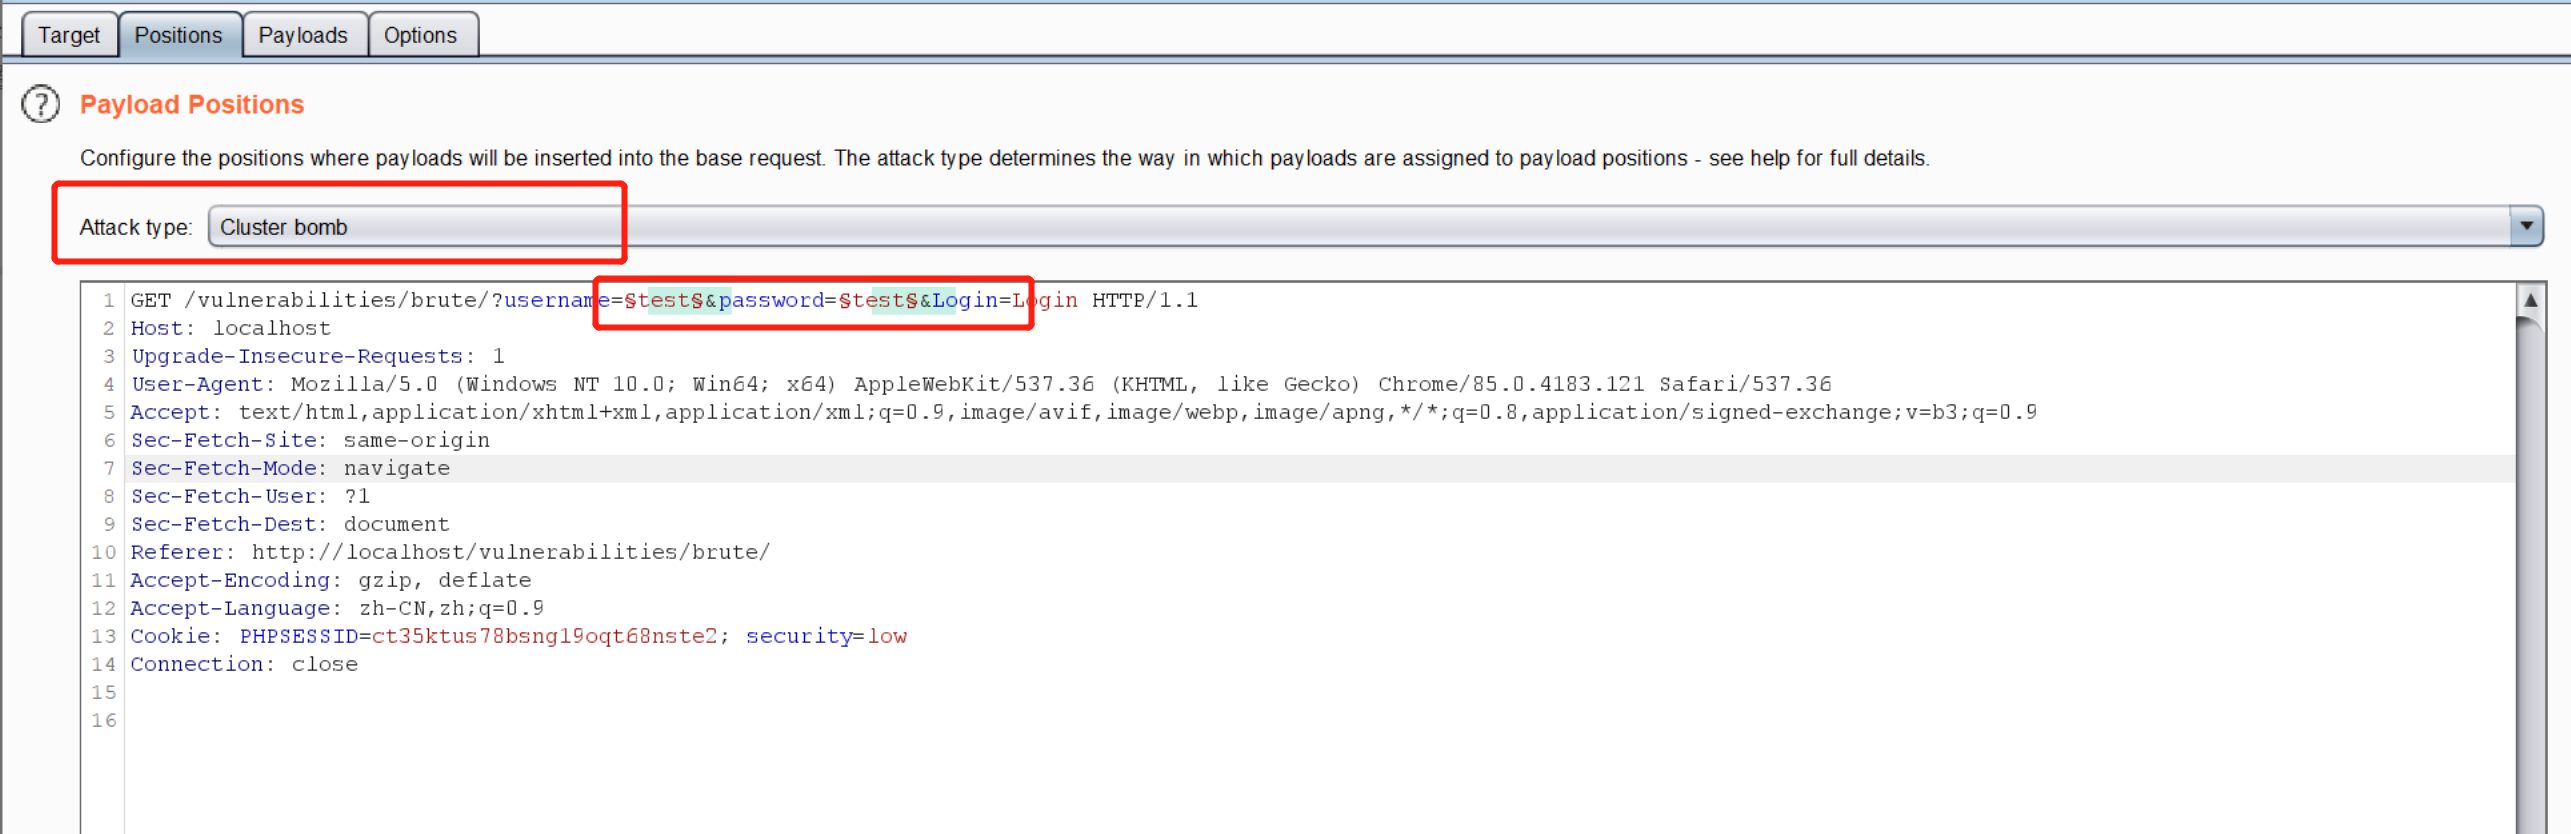 Target Positions Payloads Options
? Payload Positions
Configure the positions where payloads will be inserted into the base request. The attack type determines the way in which payloads are assigned to payload positions - see help for full details.
Attack type: Cluster bomb
1 GET /vulnerabilities/brute/?username=§test§&password=§test§&Login=Login HTTP/1.1
2 Host: localhost
3 Upgrade-Insecure-Requests: 1
4 User-Agent: Mozilla/5.0 (Windows NT 10.0; Win64; x64) AppleWebKit/537.36 (KHTML, like Gecko) Chrome/85.0.4183.121 Safari/537.36
5 Accept: text/html,application/xhtml+xml,application/xml;q=0.9,image/avif,image/webp,image/apng,*/*;q=0.8,application/signed-exchange;v=b3;q=0.9
6 Sec-Fetch-Site: same-origin
7 Sec-Fetch-Mode: navigate
8 Sec-Fetch-User: ?1
9 Sec-Fetch-Dest: document
10 Referer: http://localhost/vulnerabilities/brute/
11 Accept-Encoding: gzip, deflate
12 Accept-Language: zh-CN,zh;q=0.9
13 Cookie: PHPSESSID=ct35ktus78bsng19oqt68nste2; security=low
14 Connection: close
15
16